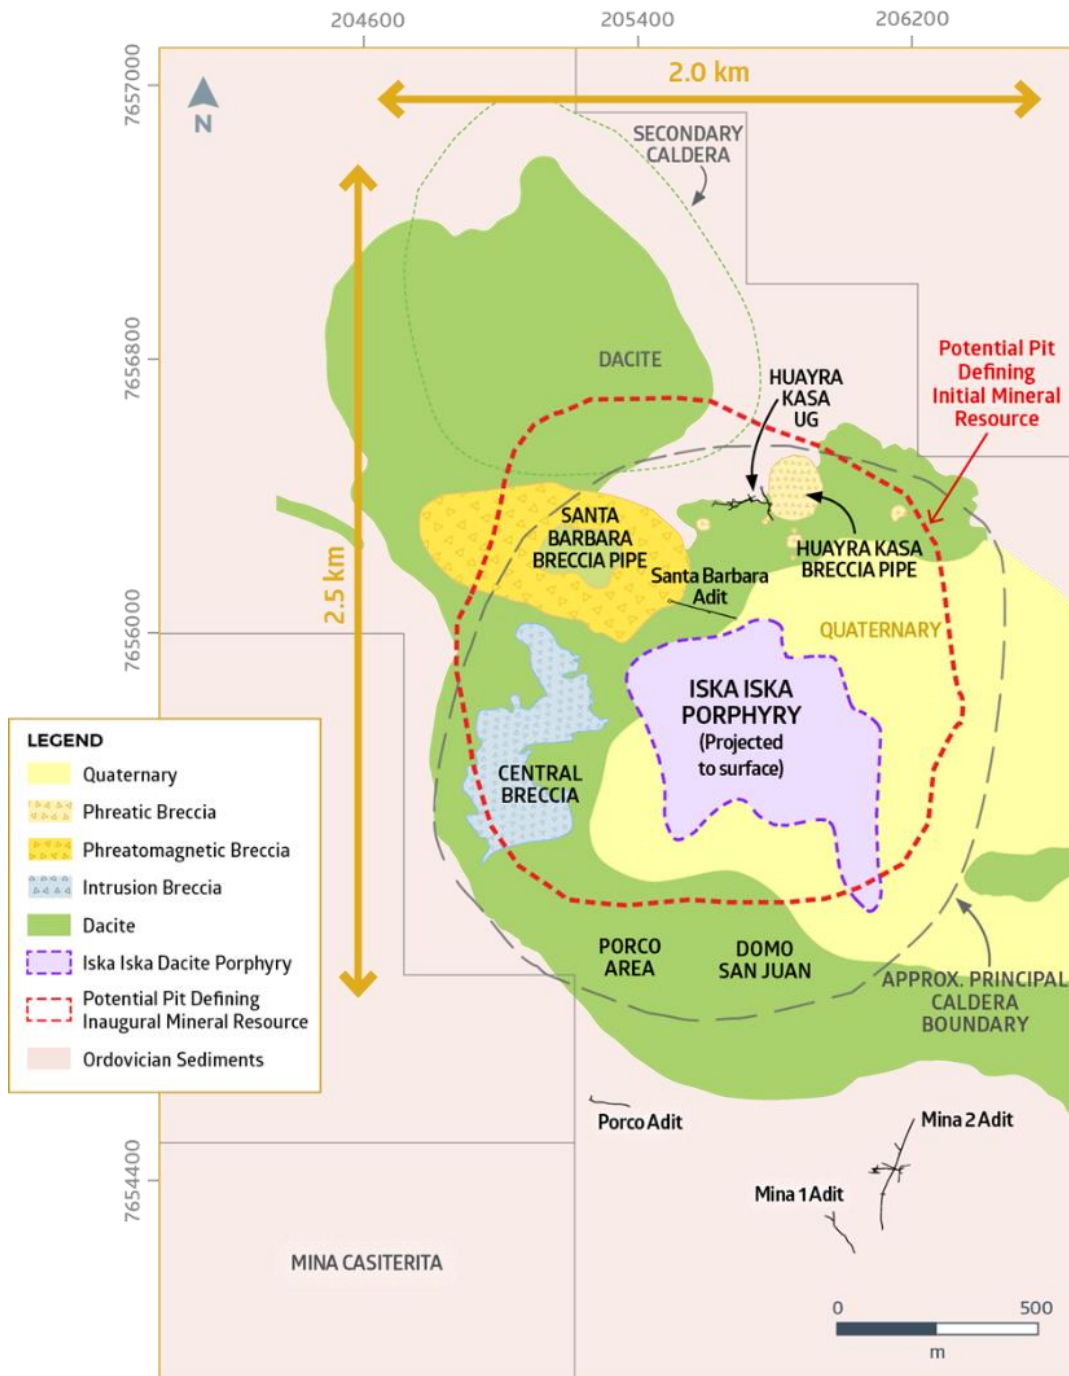 204600
205400
206200
7657000
2.0 km
N
SECONDARY
CALDERA
7656800
DACITE
Potential Pit
Defining
Initial Mineral
Resource
HUAYRA
KASA
UG
SANTA
BARBARA
BRECCIA PIPE
HUAYRA KASA
BRECCIA PIPE
2.5 km
Santa Barbara
Adit
7656000
QUATERNARY
ISKA ISKA
PORPHYRY
(Projected
to surface)
CENTRAL
BRECCIA
LEGEND
Quaternary
Phreatic Breccia
Phreatomagnetic Breccia
Intrusion Breccia
Dacite
Iska Iska Dacite Porphyry
Potential Pit Defining
Inaugural Mineral Resource
Ordovician Sediments
PORCO
AREA
DOMO
SAN JUAN
APPROX. PRINCIPAL
CALDERA
BOUNDARY
Porco Adit
Mina 2 Adit
7654400
Mina 1 Adit
MINA CASITERITA
0
500
m